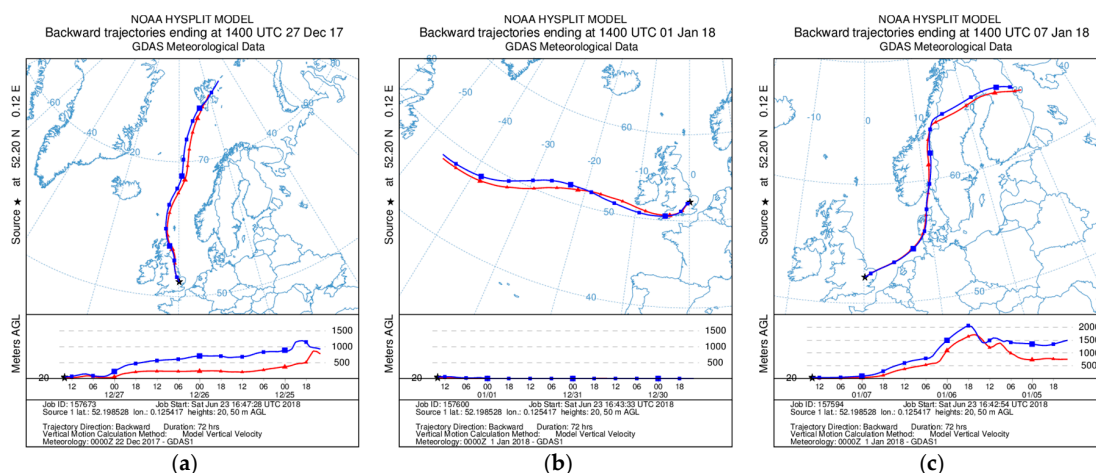 NOAA HYSPLIT MODEL
Backward trajectories ending at 1400 UTC 27 Dec 17
GDAS Meteorological Data
Source ★ at 52.20 N 0.12 E
60
-60
80
-40
-20
60
70
20
40
50
Meters AGL
1500
1000
500
20
12 06 00 18 12 06 00 18 12 06 00 18
12/27 12/26 12/25
Job ID: 157673 Job Start: Sat Jun 23 16:47:28 UTC 2018
Source 1 lat.: 52.198528 lon.: 0.125417 heights: 20, 50 m AGL
Trajectory Direction: Backward Duration: 72 hrs
Vertical Motion Calculation Method: Model Vertical Velocity
Meteorology: 0000Z 22 Dec 2017 - GDAS1
(a)
NOAA HYSPLIT MODEL
Backward trajectories ending at 1400 UTC 01 Jan 18
GDAS Meteorological Data
Source ★ at 52.20 N 0.12 E
-50
-40
-30
60
-20
-10
0
50
40
Meters AGL
1500
1000
500
20
12 06 00 18 12 06 00 18 12 06 00 18
01/01 12/31 12/30
Job ID: 157600 Job Start: Sat Jun 23 16:43:33 UTC 2018
Source 1 lat.: 52.198528 lon.: 0.125417 heights: 20, 50 m AGL
Trajectory Direction: Backward Duration: 72 hrs
Vertical Motion Calculation Method: Model Vertical Velocity
Meteorology: 0000Z 1 Jan 2018 - GDAS1
(b)
NOAA HYSPLIT MODEL
Backward trajectories ending at 1400 UTC 07 Jan 18
GDAS Meteorological Data
Source ★ at 52.20 N 0.12 E
-10
0
10
70
40
60
50
Meters AGL
2000
1500
1000
500
20
12 06 00 18 12 06 00 18 12 06 00 18
01/07 01/06 01/05
Job ID: 157594 Job Start: Sat Jun 23 16:42:54 UTC 2018
Source 1 lat.: 52.198528 lon.: 0.125417 heights: 20, 50 m AGL
Trajectory Direction: Backward Duration: 72 hrs
Vertical Motion Calculation Method: Model Vertical Velocity
Meteorology: 0000Z 1 Jan 2018 - GDAS1
(c)